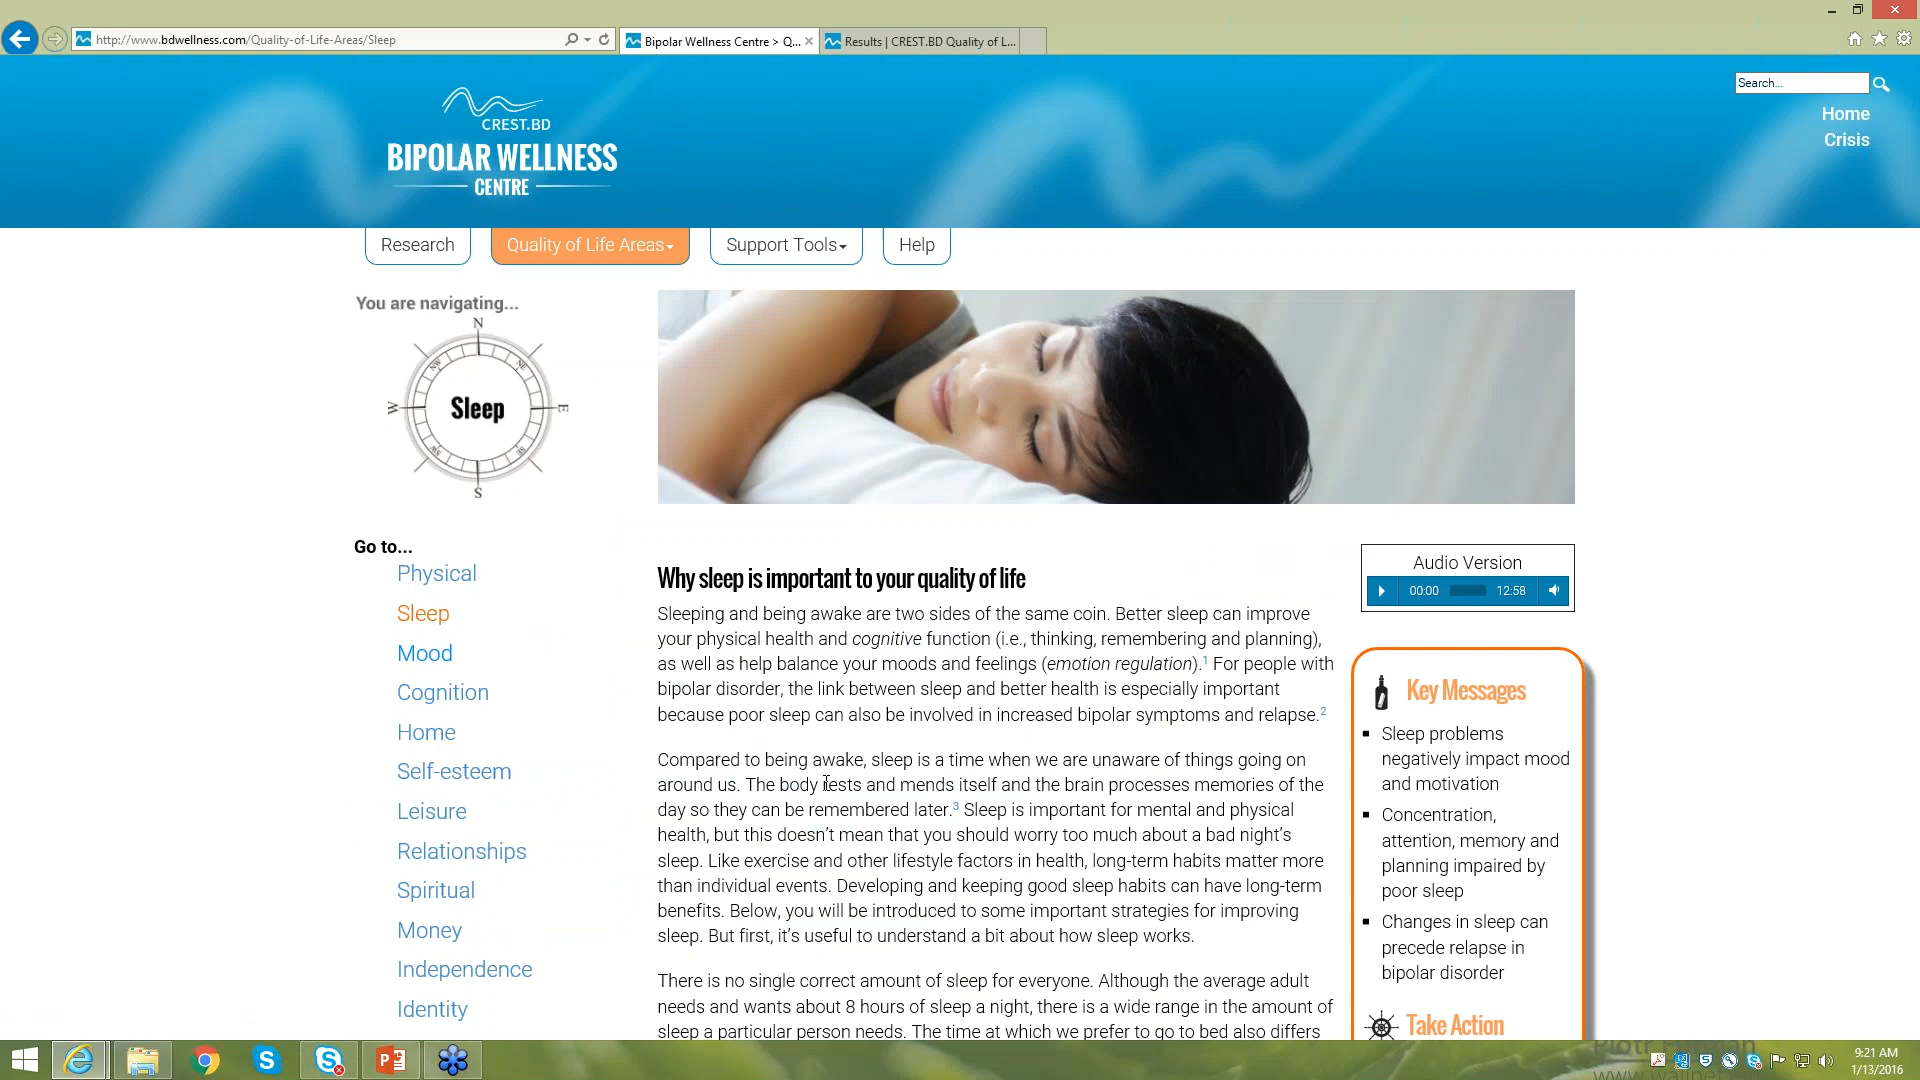 http://www.bdwellness.com/Quality-of-Life-Areas/Sleep
Bipolar Wellness Centre > Q...
Results | CREST.BD Quality of L...
Search...
Home
Crisis
CREST.BD
BIPOLAR WELLNESS
CENTRE
Research
Quality of Life Areas
Support Tools
Help
You are navigating...
N
NW
NE
W
Sleep
E
SW
SE
S
Go to...
Physical
Sleep
Mood
Cognition
Home
Self-esteem
Leisure
Relationships
Spiritual
Money
Independence
Identity
Why sleep is important to your quality of life
Sleeping and being awake are two sides of the same coin. Better sleep can improve
your physical health and cognitive function (i.e., thinking, remembering and planning),
as well as help balance your moods and feelings (emotion regulation).1 For people with
bipolar disorder, the link between sleep and better health is especially important
because poor sleep can also be involved in increased bipolar symptoms and relapse.2
Compared to being awake, sleep is a time when we are unaware of things going on
around us. The body rests and mends itself and the brain processes memories of the
day so they can be remembered later.3 Sleep is important for mental and physical
health, but this doesn't mean that you should worry too much about a bad night's
sleep. Like exercise and other lifestyle factors in health, long-term habits matter more
than individual events. Developing and keeping good sleep habits can have long-term
benefits. Below, you will be introduced to some important strategies for improving
sleep. But first, it's useful to understand a bit about how sleep works.
There is no single correct amount of sleep for everyone. Although the average adult
needs and wants about 8 hours of sleep a night, there is a wide range in the amount of
sleep a particular person needs. The time at which we prefer to go to bed also differs
Audio Version
00:00
12:58
Key Messages
Sleep problems
negatively impact mood
and motivation
Concentration,
attention, memory and
planning impaired by
poor sleep
Changes in sleep can
precede relapse in
bipolar disorder
Take Action
9:21 AM
1/13/2016